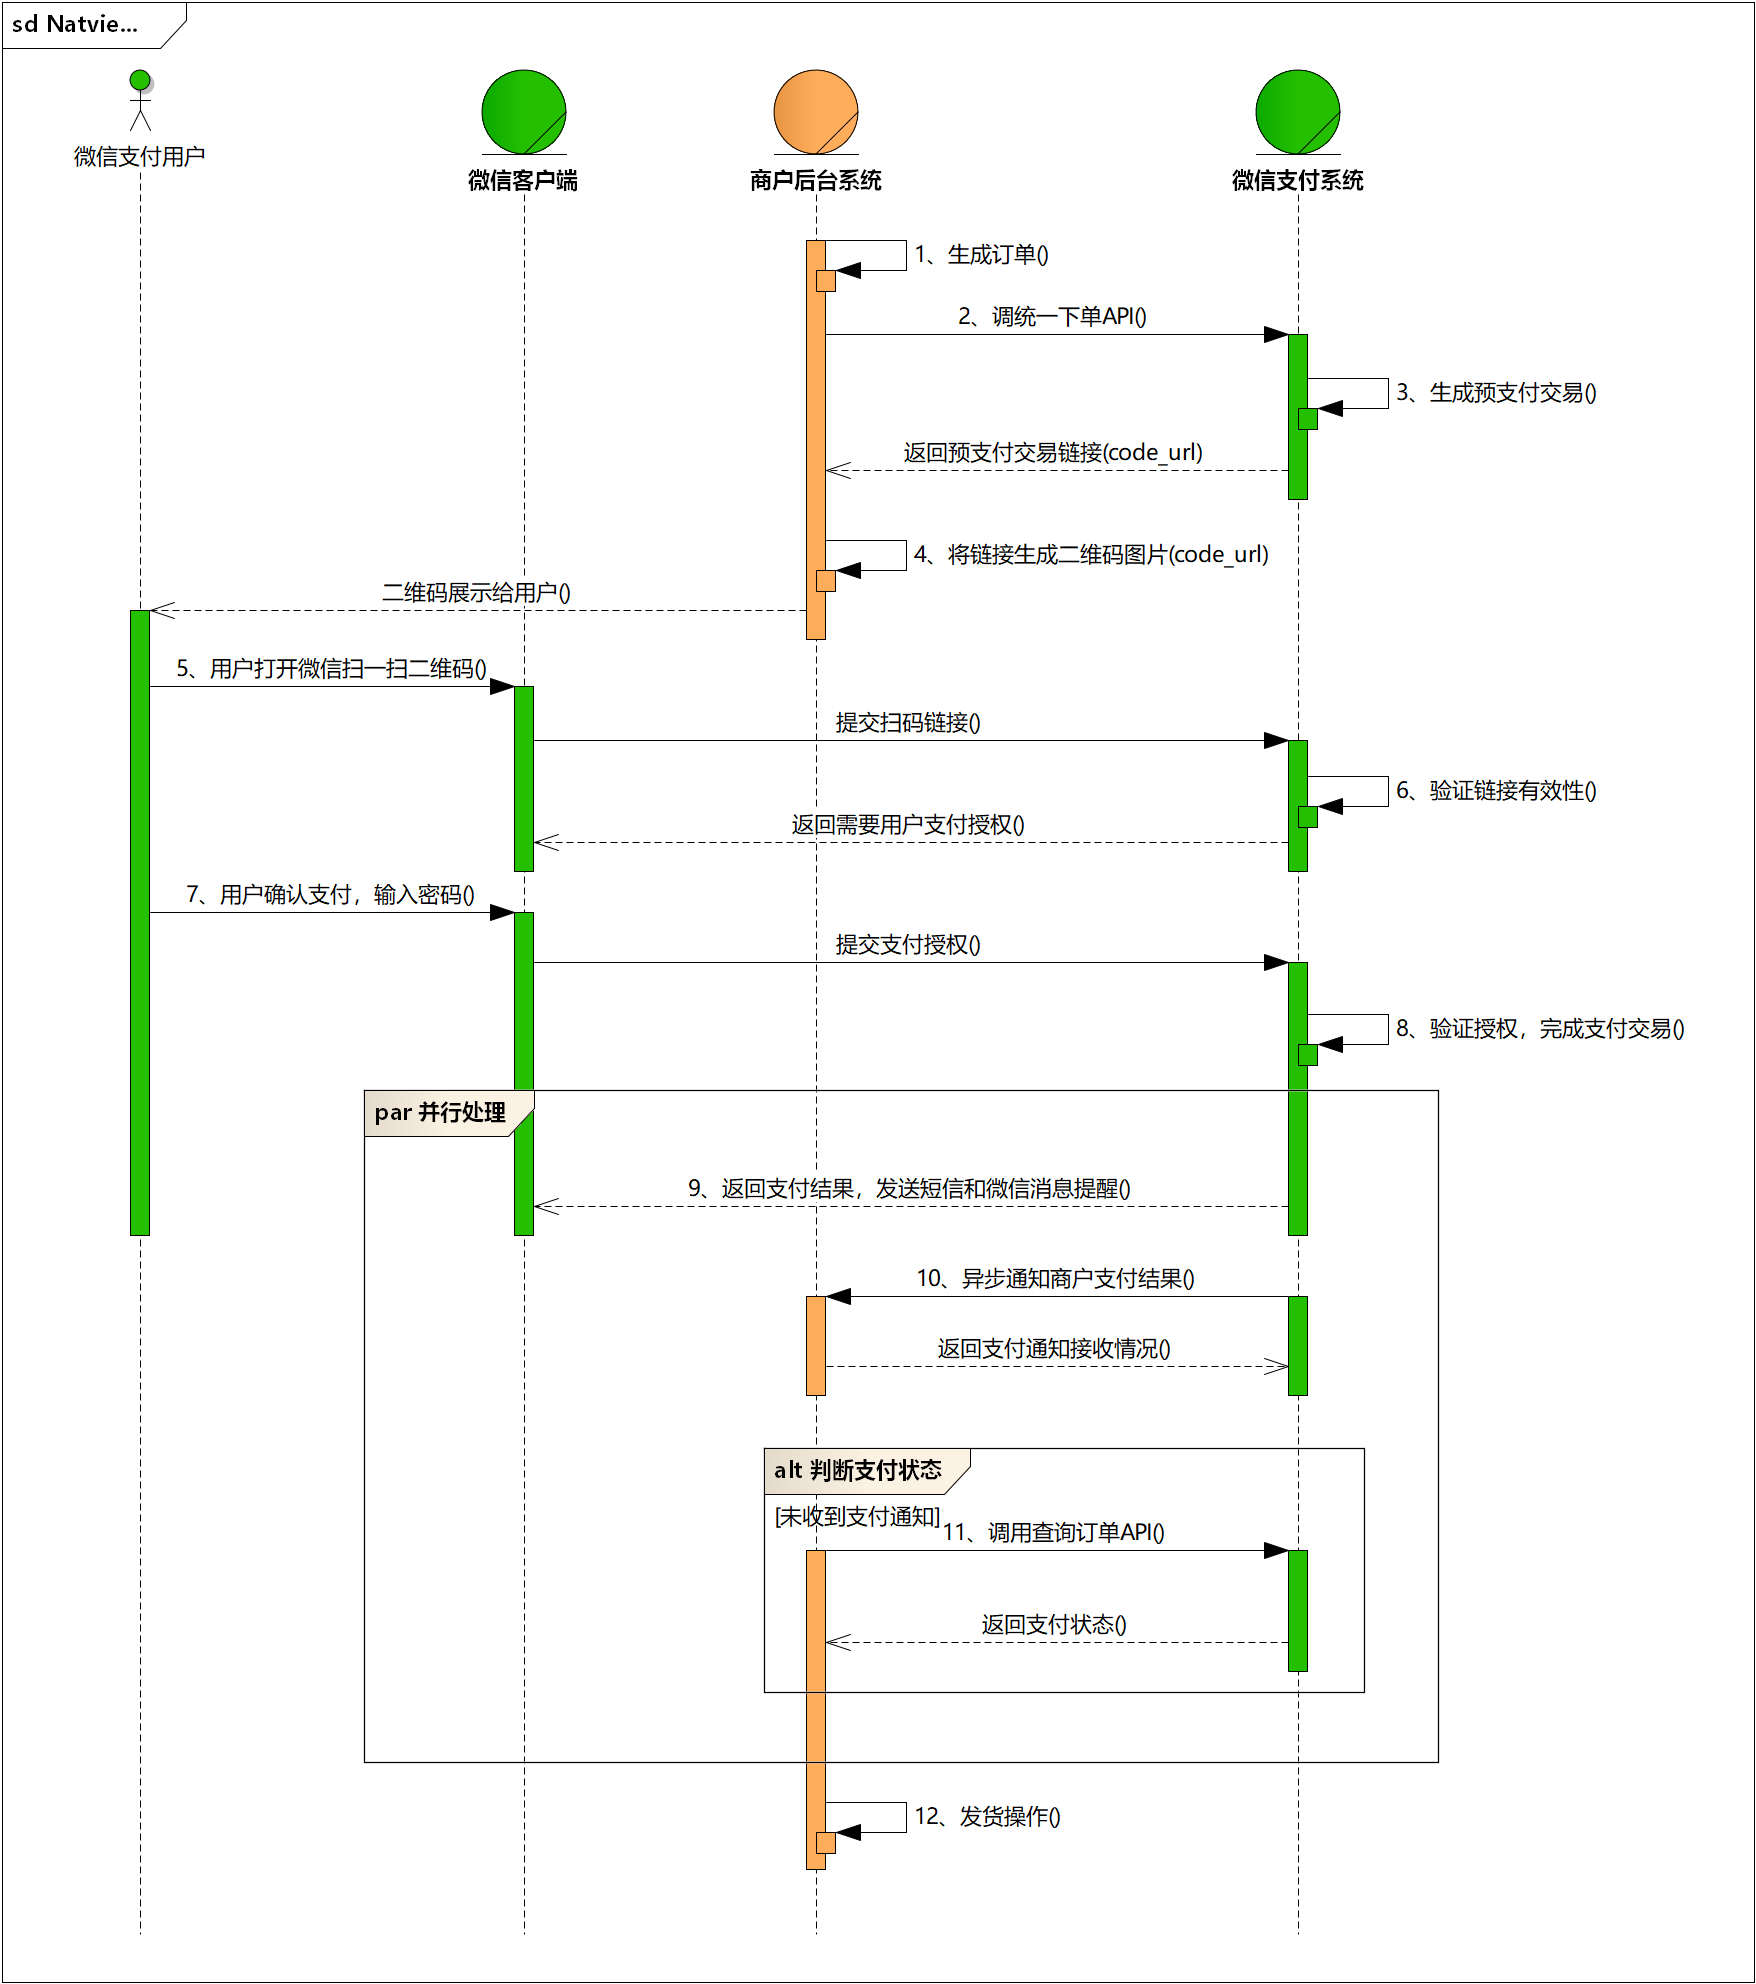 sd Natvie...
微信支付用户
微信客户端
商户后台系统
微信支付系统
1、生成订单()
2、调统一下单API()
3、生成预支付交易()
返回预支付交易链接(code_url)
4、将链接生成二维码图片(code_url)
二维码展示给用户()
5、用户打开微信扫一扫二维码()
提交扫码链接()
6、验证链接有效性()
返回需要用户支付授权()
7、用户确认支付，输入密码()
提交支付授权()
8、验证授权，完成支付交易()
par 并行处理
9、返回支付结果，发送短信和微信消息提醒()
10、异步通知商户支付结果()
返回支付通知接收情况()
alt 判断支付状态
[未收到支付通知]
11、调用查询订单API()
返回支付状态()
12、发货操作()